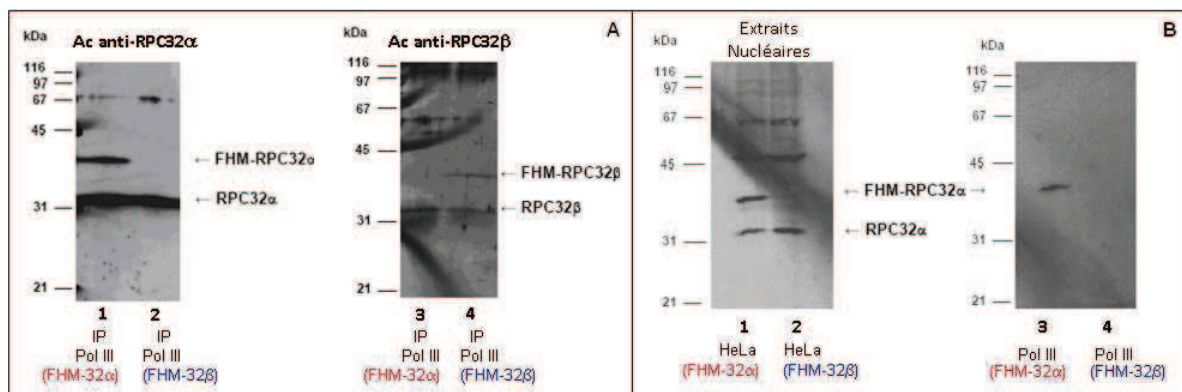 A
kDa
Ac anti-RPC32α
116
97
67
45
31
21
← FHM-RPC32α
← RPC32α
1
2
IP
Pol III
(FHM-32α)
IP
Pol III
(FHM-32β)
kDa
Ac anti-RPC32β
116
97
67
45
31
21
← FHM-RPC32β
← RPC32β
3
4
IP
Pol III
(FHM-32α)
IP
Pol III
(FHM-32β)
B
kDa
Extraits
Nucléaires
116
97
67
45
31
21
← FHM-RPC32α →
← RPC32α
1
2
HeLa
(FHM-32α)
HeLa
(FHM-32β)
kDa
116
97
67
45
31
21
3
4
Pol III
(FHM-32α)
Pol III
(FHM-32β)